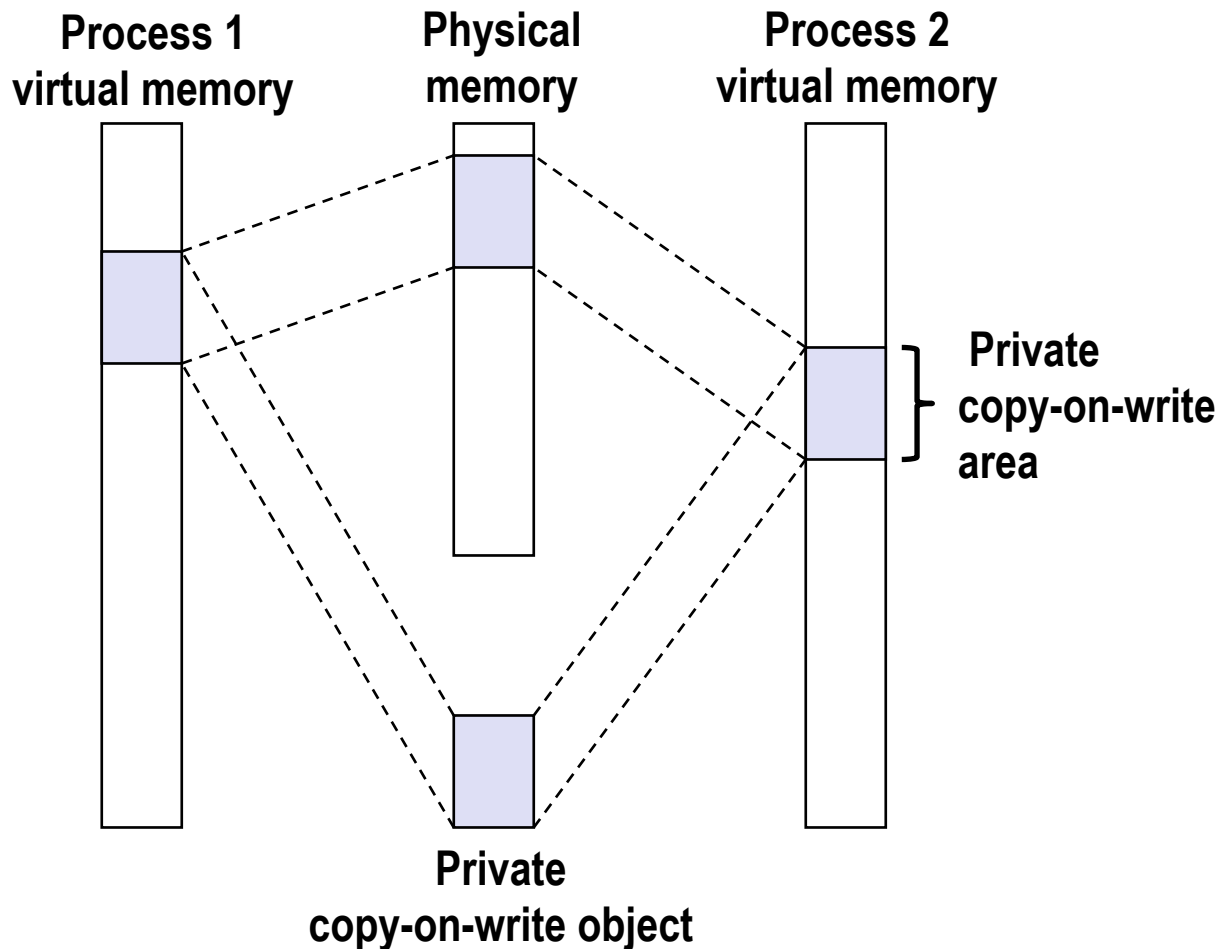 Process 1
virtual memory
Physical
memory
Process 2
virtual memory
Private
copy-on-write
area
Private
copy-on-write object